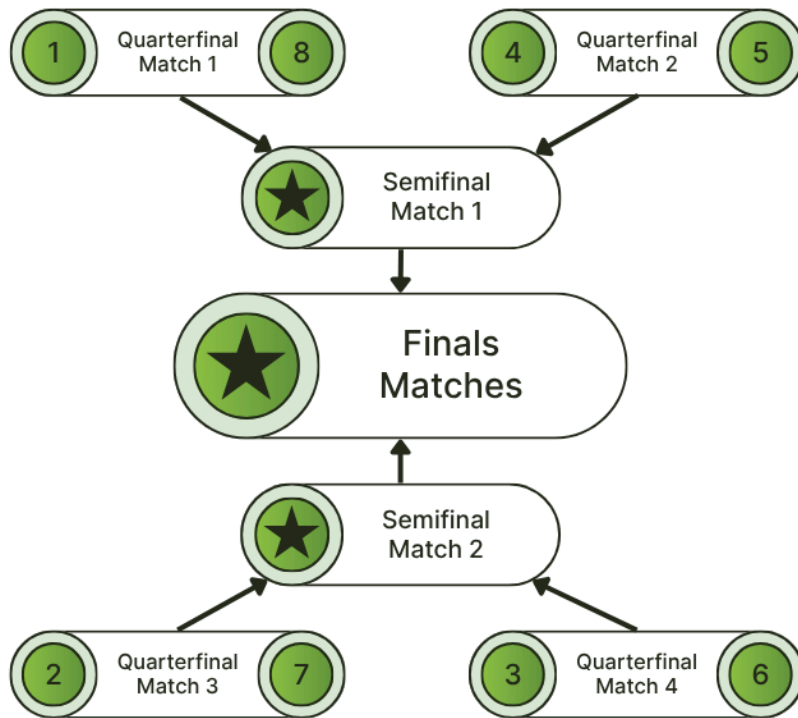 1
Quarterfinal
Match 1
8
4
Quarterfinal
Match 2
5
Semifinal
Match 1
Finals
Matches
Semifinal
Match 2
2
Quarterfinal
Match 3
7
3
Quarterfinal
Match 4
6